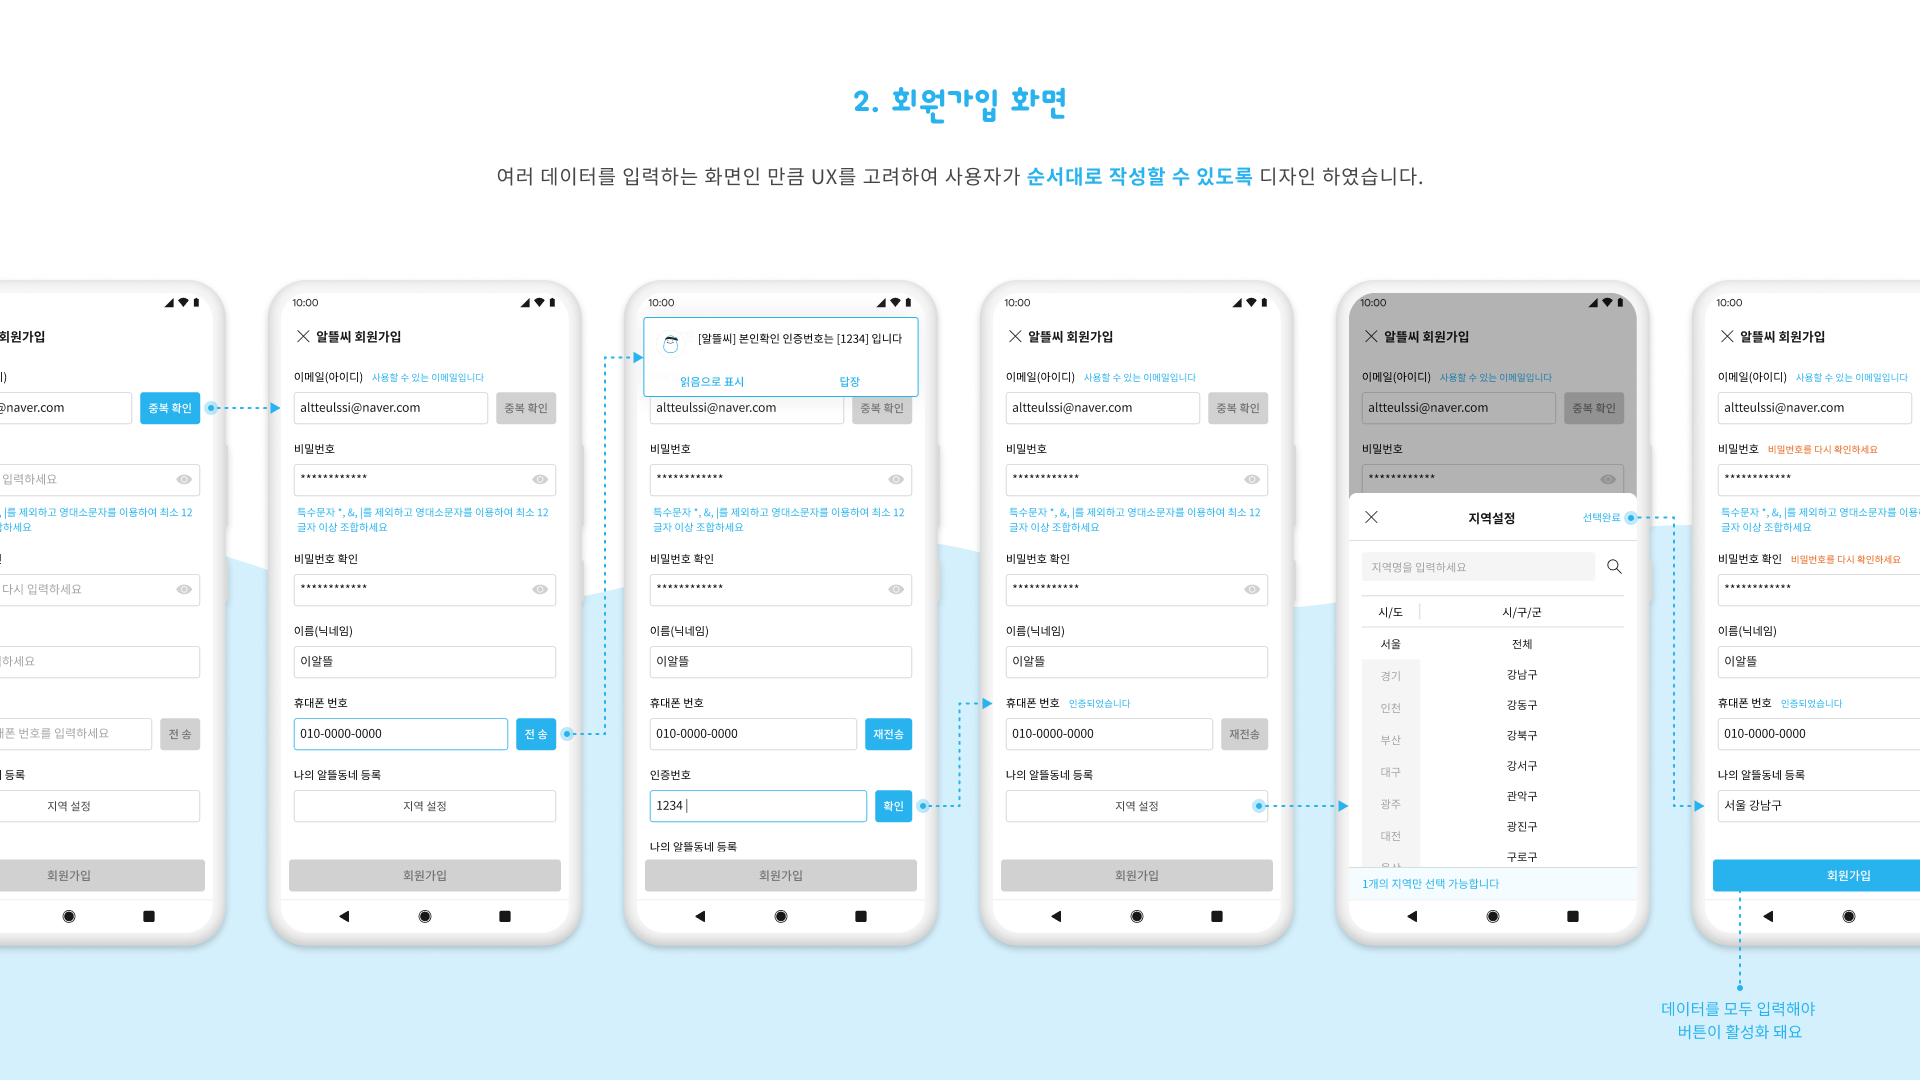 2. 회원가입 화면
여러 데이터를 입력하는 화면인 만큼 UX를 고려하여 사용자가 순서대로 작성할 수 있도록 디자인 하였습니다.
회원가입
)
@naver.com
중복 확인
입력하세요
, |를 제외하고 영대소문자를 이용하여 최소 12
합하세요
다시 입력하세요
하세요
폰 번호를 입력하세요
전 송
등록
지역 설정
회원가입
10:00
알뜰씨 회원가입
이메일(아이디) 사용할 수 있는 이메일입니다
altteulssi@naver.com
중복 확인
비밀번호
************
특수문자 *, &, |를 제외하고 영대소문자를 이용하여 최소 12
글자 이상 조합하세요
비밀번호 확인
************
이름(닉네임)
이알뜰
휴대폰 번호
010-0000-0000
전 송
나의 알뜰동네 등록
지역 설정
회원가입
10:00
[알뜰씨] 본인확인 인증번호는 [1234] 입니다
읽음으로 표시
답장
altteulssi@naver.com
중복 확인
비밀번호
************
특수문자 *, &, |를 제외하고 영대소문자를 이용하여 최소 12
글자 이상 조합하세요
비밀번호 확인
************
이름(닉네임)
이알뜰
휴대폰 번호
010-0000-0000
재전송
인증번호
1234 |
확인
나의 알뜰동네 등록
회원가입
10:00
알뜰씨 회원가입
이메일(아이디) 사용할 수 있는 이메일입니다
altteulssi@naver.com
중복 확인
비밀번호
************
특수문자 *, &, |를 제외하고 영대소문자를 이용하여 최소 12
글자 이상 조합하세요
비밀번호 확인
************
이름(닉네임)
이알뜰
휴대폰 번호 인증되었습니다
010-0000-0000
재전송
나의 알뜰동네 등록
지역 설정
회원가입
10:00
알뜰씨 회원가입
이메일(아이디) 사용할 수 있는 이메일입니다
altteulssi@naver.com
중복 확인
비밀번호
************
지역설정
선택완료
지역명을 입력하세요
시/도 시/구/군
서울 전체
경기 강남구
인천 강동구
부산 강북구
대구 강서구
광주 관악구
대전 광진구
구로구
1개의 지역만 선택 가능합니다
10:00
알뜰씨 회원가입
이메일(아이디) 사용할 수 있는 이메일입니다
altteulssi@naver.com
비밀번호 비밀번호를 다시 확인하세요
************
특수문자 *, &, |를 제외하고 영대소문자를 이용
글자 이상 조합하세요
비밀번호 확인 비밀번호를 다시 확인하세요
************
이름(닉네임)
이알뜰
휴대폰 번호 인증되었습니다
010-0000-0000
나의 알뜰동네 등록
서울 강남구
회원가입
데이터를 모두 입력해야
버튼이 활성화 돼요